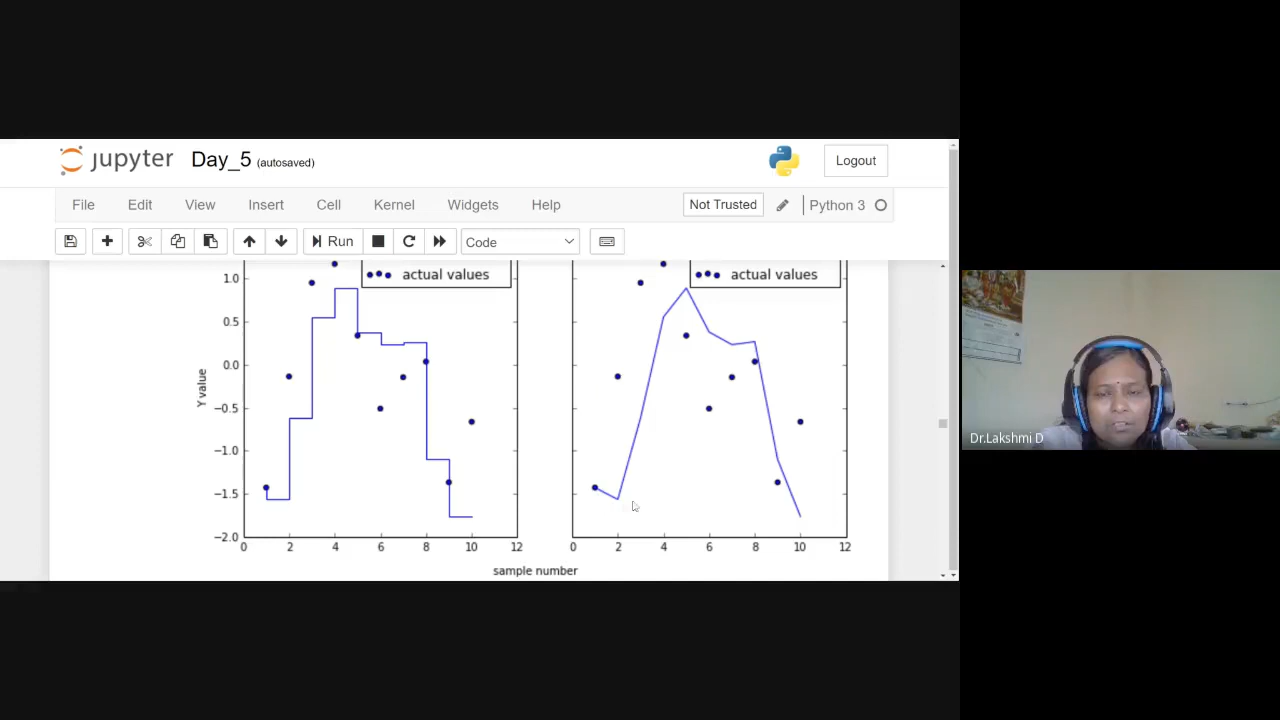 jupyter Day_5 (autosaved)
Logout
File Edit View Insert Cell Kernel Widgets Help
Not Trusted
Python 3
Run
Code
actual values
actual values
1.0
0.5
0.0
−0.5
−1.0
−1.5
−2.0
Y value
0 2 4 6 8 10 12
0 2 4 6 8 10 12
sample number
Dr.Lakshmi D